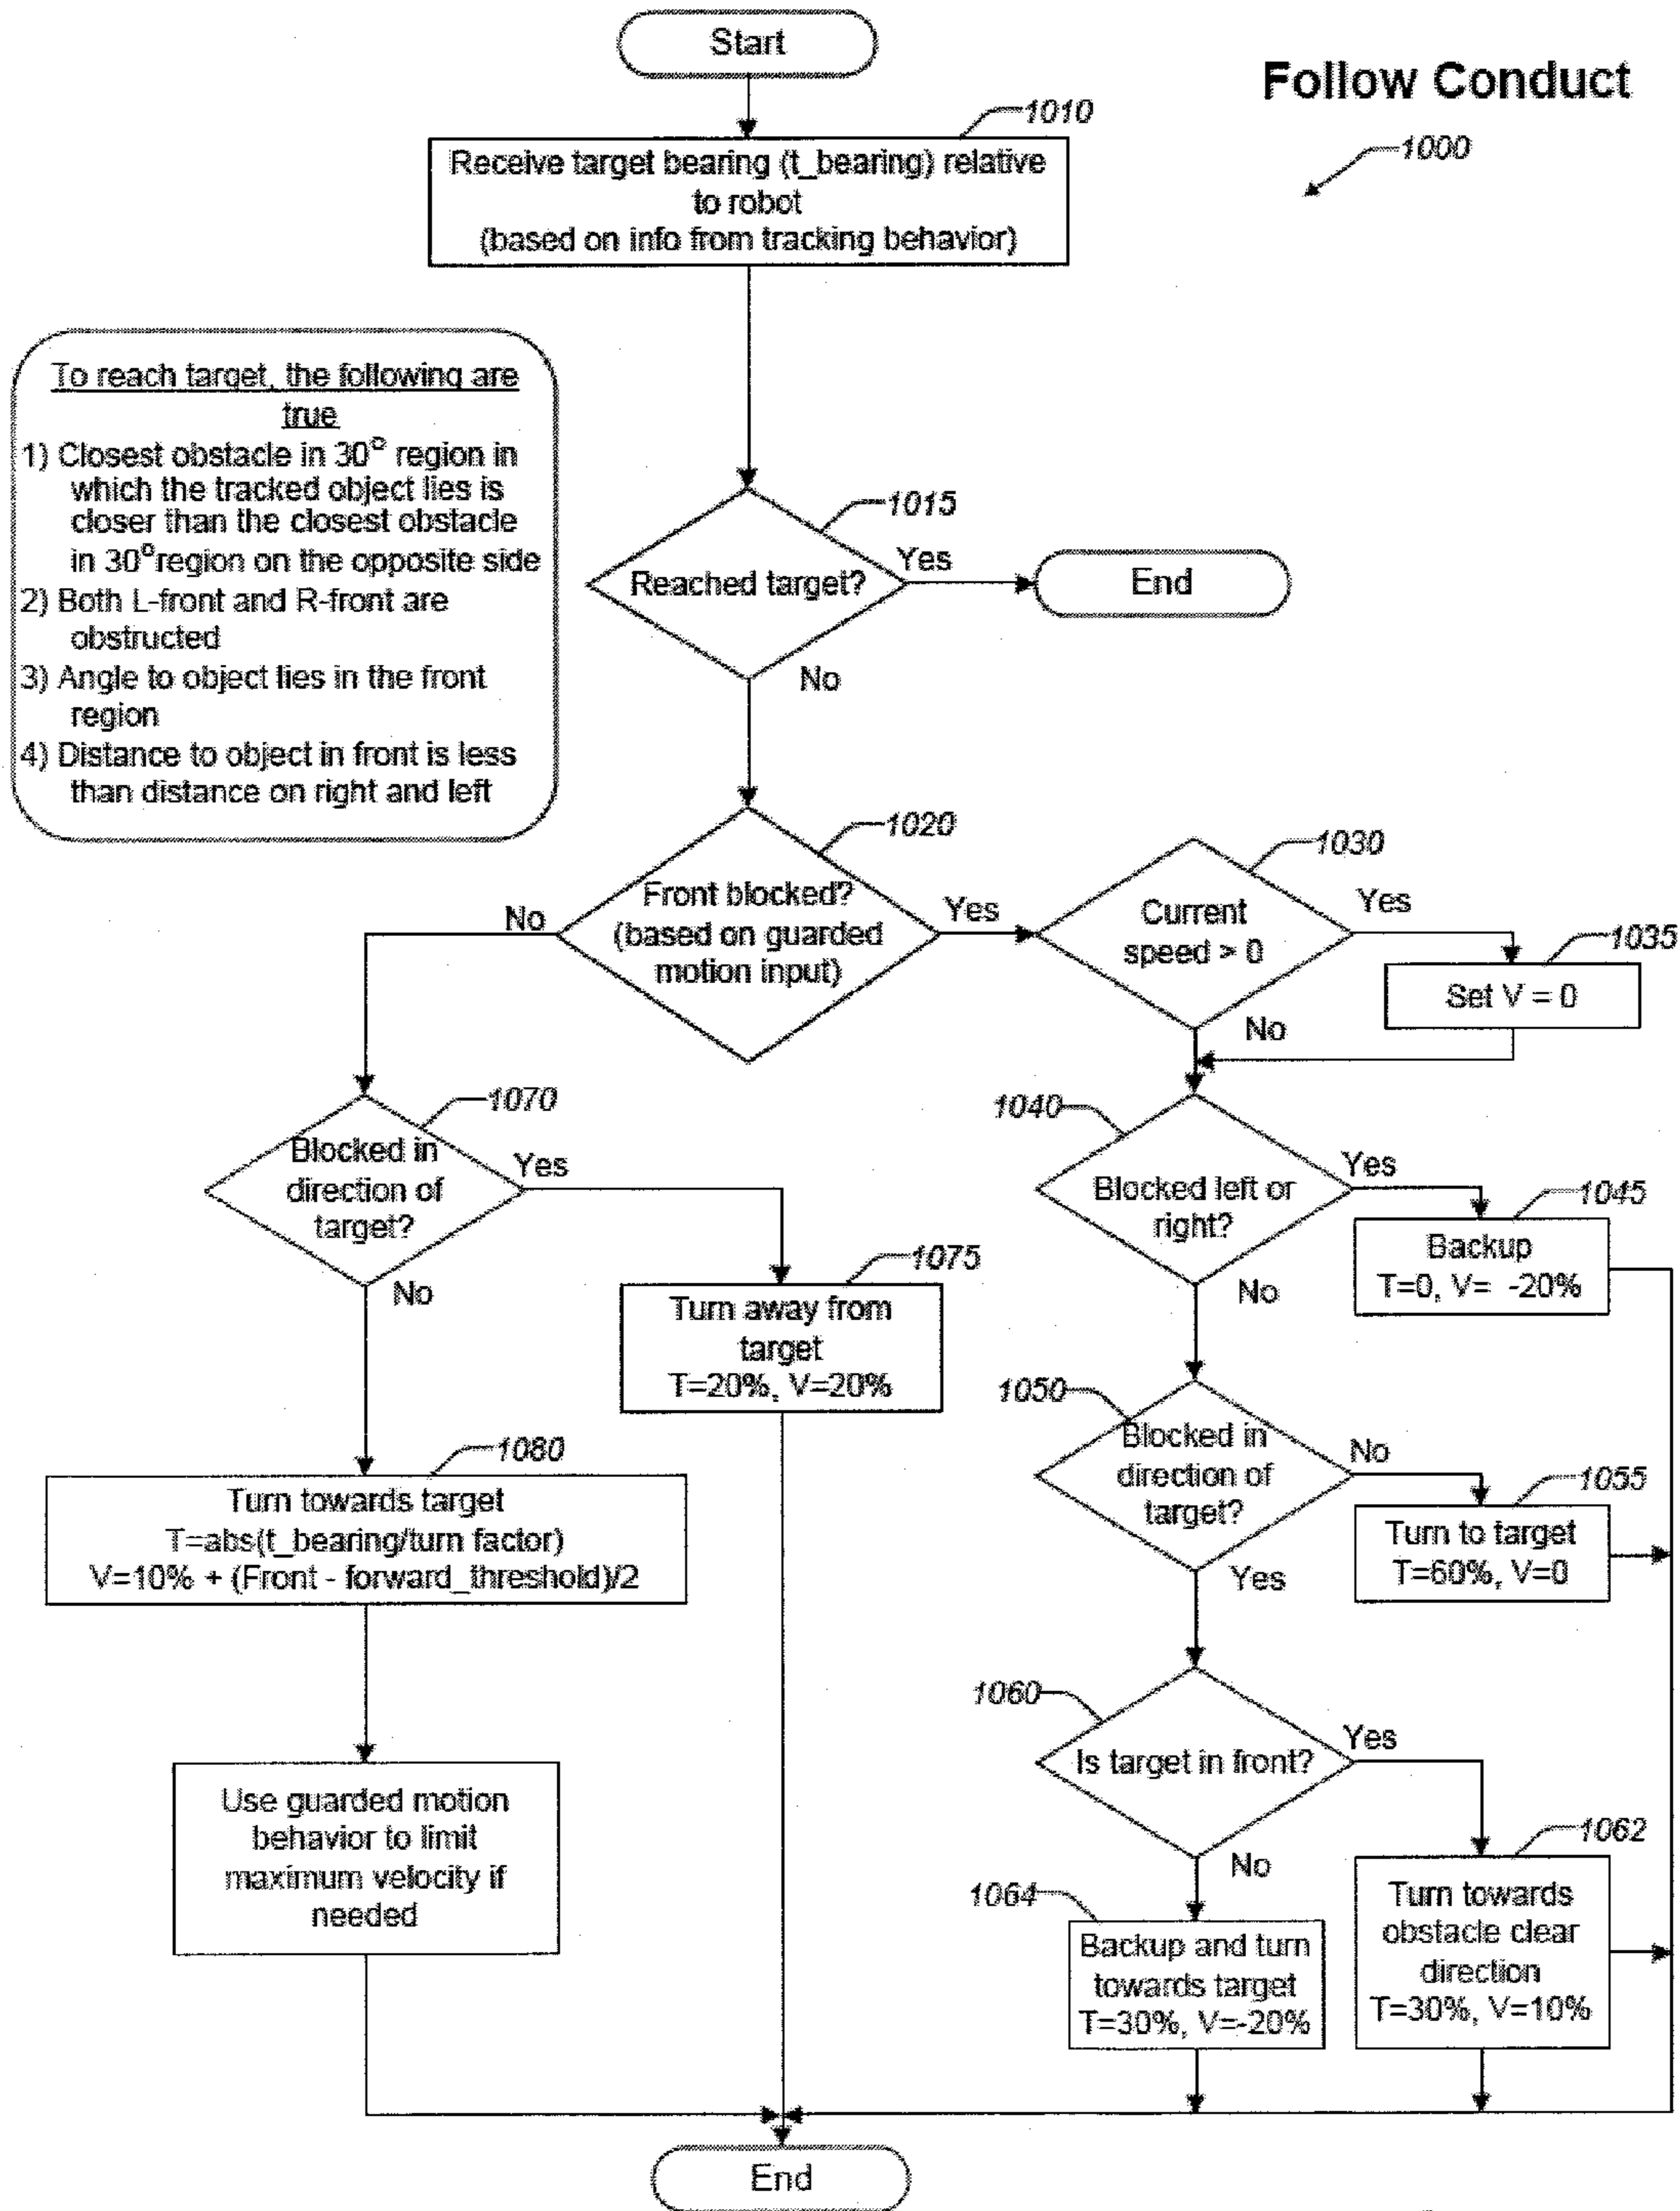 Start
Follow Conduct
1000
1010
Receive target bearing (t_bearing) relative
to robot
(based on info from tracking behavior)
To reach target, the following are
true
1) Closest obstacle in 30° region in
which the tracked object lies is
closer than the closest obstacle
in 30° region on the opposite side
2) Both L-front and R-front are
obstructed
3) Angle to object lies in the front
region
4) Distance to object in front is less
than distance on right and left
1015
Reached target?
Yes
End
No
1020
Front blocked?
(based on guarded
motion input)
No
Yes
1030
Current
speed > 0
Yes
1035
Set V = 0
No
1070
Blocked in
direction of
target?
Yes
No
1075
Turn away from
target
T=20%, V=20%
1040
Blocked left or
right?
Yes
1045
Backup
T=0, V= -20%
No
1050
Blocked in
direction of
target?
No
1055
Turn to target
T=60%, V=0
Yes
1080
Turn towards target
T=abs(t_bearing/turn factor)
V=10% + (Front - forward_threshold)/2
Use guarded motion
behavior to limit
maximum velocity if
needed
1060
Is target in front?
Yes
1062
Turn towards
obstacle clear
direction
T=30%, V=10%
No
1064
Backup and turn
towards target
T=30%, V=-20%
End